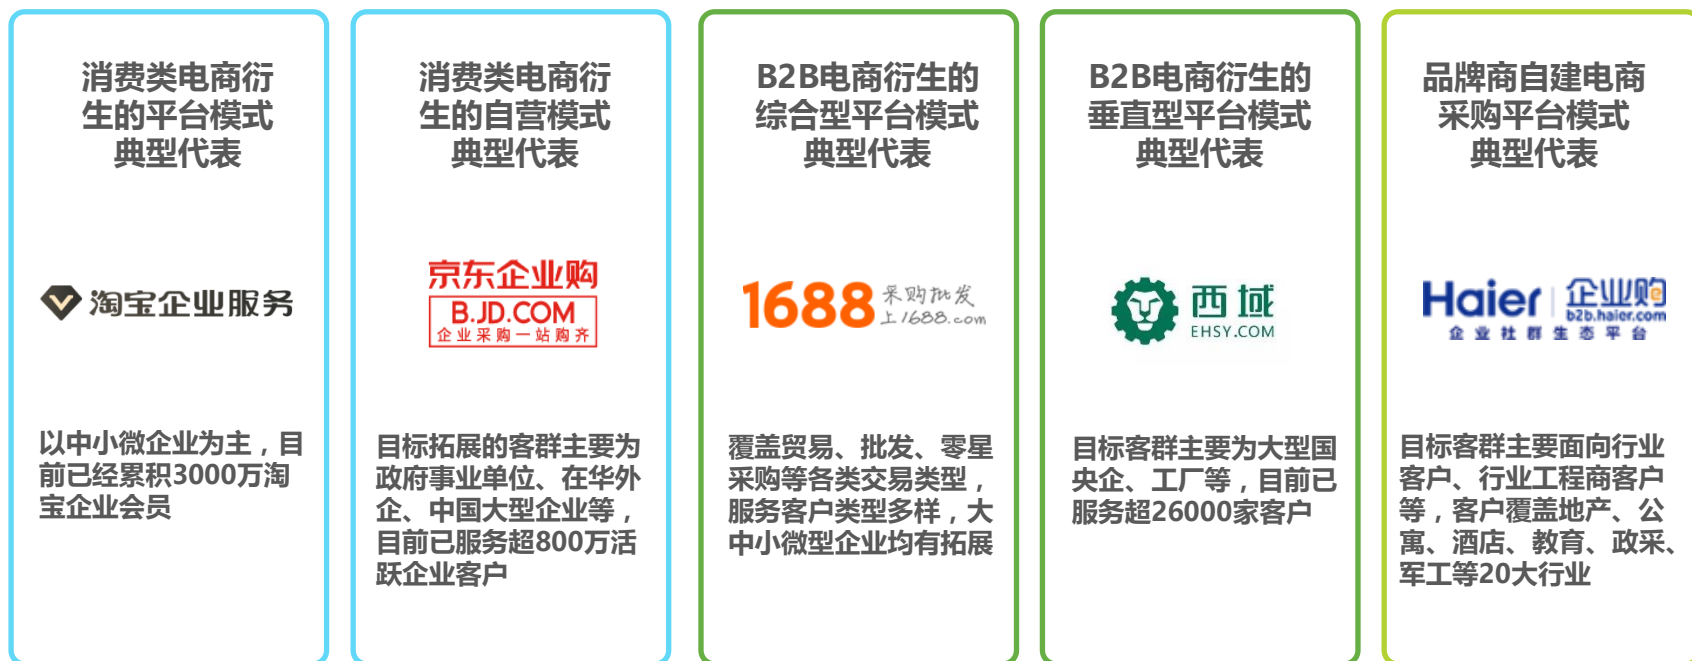 消费类电商衍
生的平台模式
典型代表
淘宝企业服务
以中小微企业为主，目
前已经累积3000万淘
宝企业会员
消费类电商衍
生的自营模式
典型代表
京东企业购
B.JD.COM
企业采购一站购齐
目标拓展的客群主要为
政府事业单位、在华外
企、中国大型企业等，
目前已服务超800万活
跃企业客户
B2B电商衍生的
综合型平台模式
典型代表
1688
采购批发
上1688.com
覆盖贸易、批发、零星
采购等各类交易类型，
服务客户类型多样，大
中小微型企业均有拓展
B2B电商衍生的
垂直型平台模式
典型代表
西域
EHSY.COM
目标客群主要为大型国
央企、工厂等，目前已
服务超26000家客户
品牌商自建电商
采购平台模式
典型代表
Haier
企业购
b2b.haier.com
企业社群生态平台
目标客群主要面向行业
客户、行业工程商客户
等，客户覆盖地产、公
寓、酒店、教育、政采、
军工等20大行业